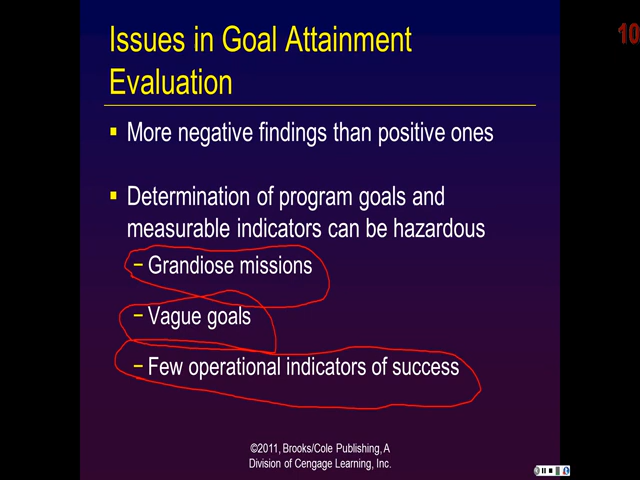 Issues in Goal Attainment
Evaluation
10
▪ More negative findings than positive ones
▪ Determination of program goals and
measurable indicators can be hazardous
– Grandiose missions
– Vague goals
– Few operational indicators of success
©2011, Brooks/Cole Publishing, A
Division of Cengage Learning, Inc.